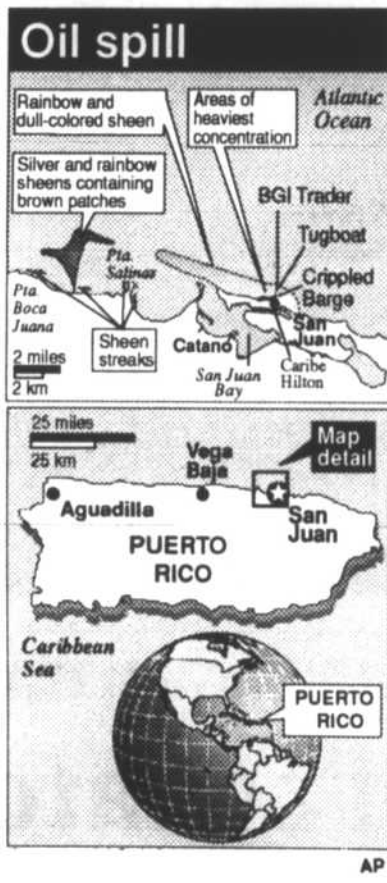 Oil spill
Rainbow and
dull-colored sheen
Areas of
heaviest
concentration
Atlantic
Ocean
Silver and rainbow
sheens containing
brown patches
BGI Trader
Tugboat
Crippled
Barge
Pta.
Salinas
Pta.
Boca
Juana
Sheen
streaks
Catano
San Juan
Bay
San
Juan
Caribe
Hilton
2 miles
2 km
25 miles
25 km
Vega
Baja
Map
detail
Aguadilla
San
Juan
PUERTO
RICO
Caribbean
Sea
PUERTO
RICO
AP